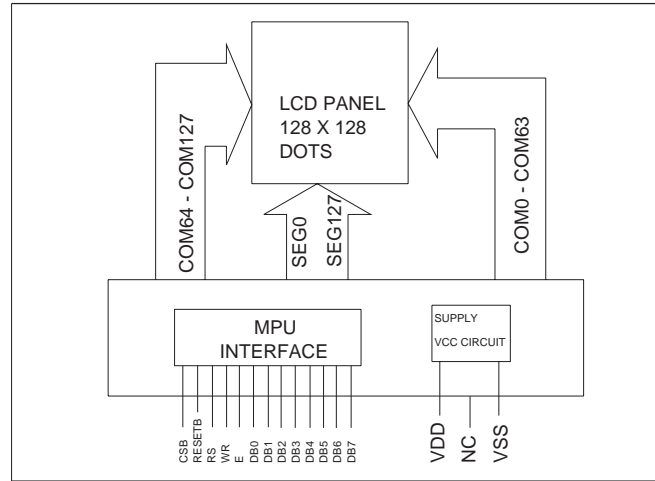 LCD PANEL
128 X 128
DOTS
COM64 - COM127
SEG0
SEG127
COM0 - COM63
MPU
INTERFACE
SUPPLY
VCC CIRCUIT
CSB
RESETB
RS
WR
E
DB0
DB1
DB2
DB3
DB4
DB5
DB6
DB7
VDD
NC
VSS